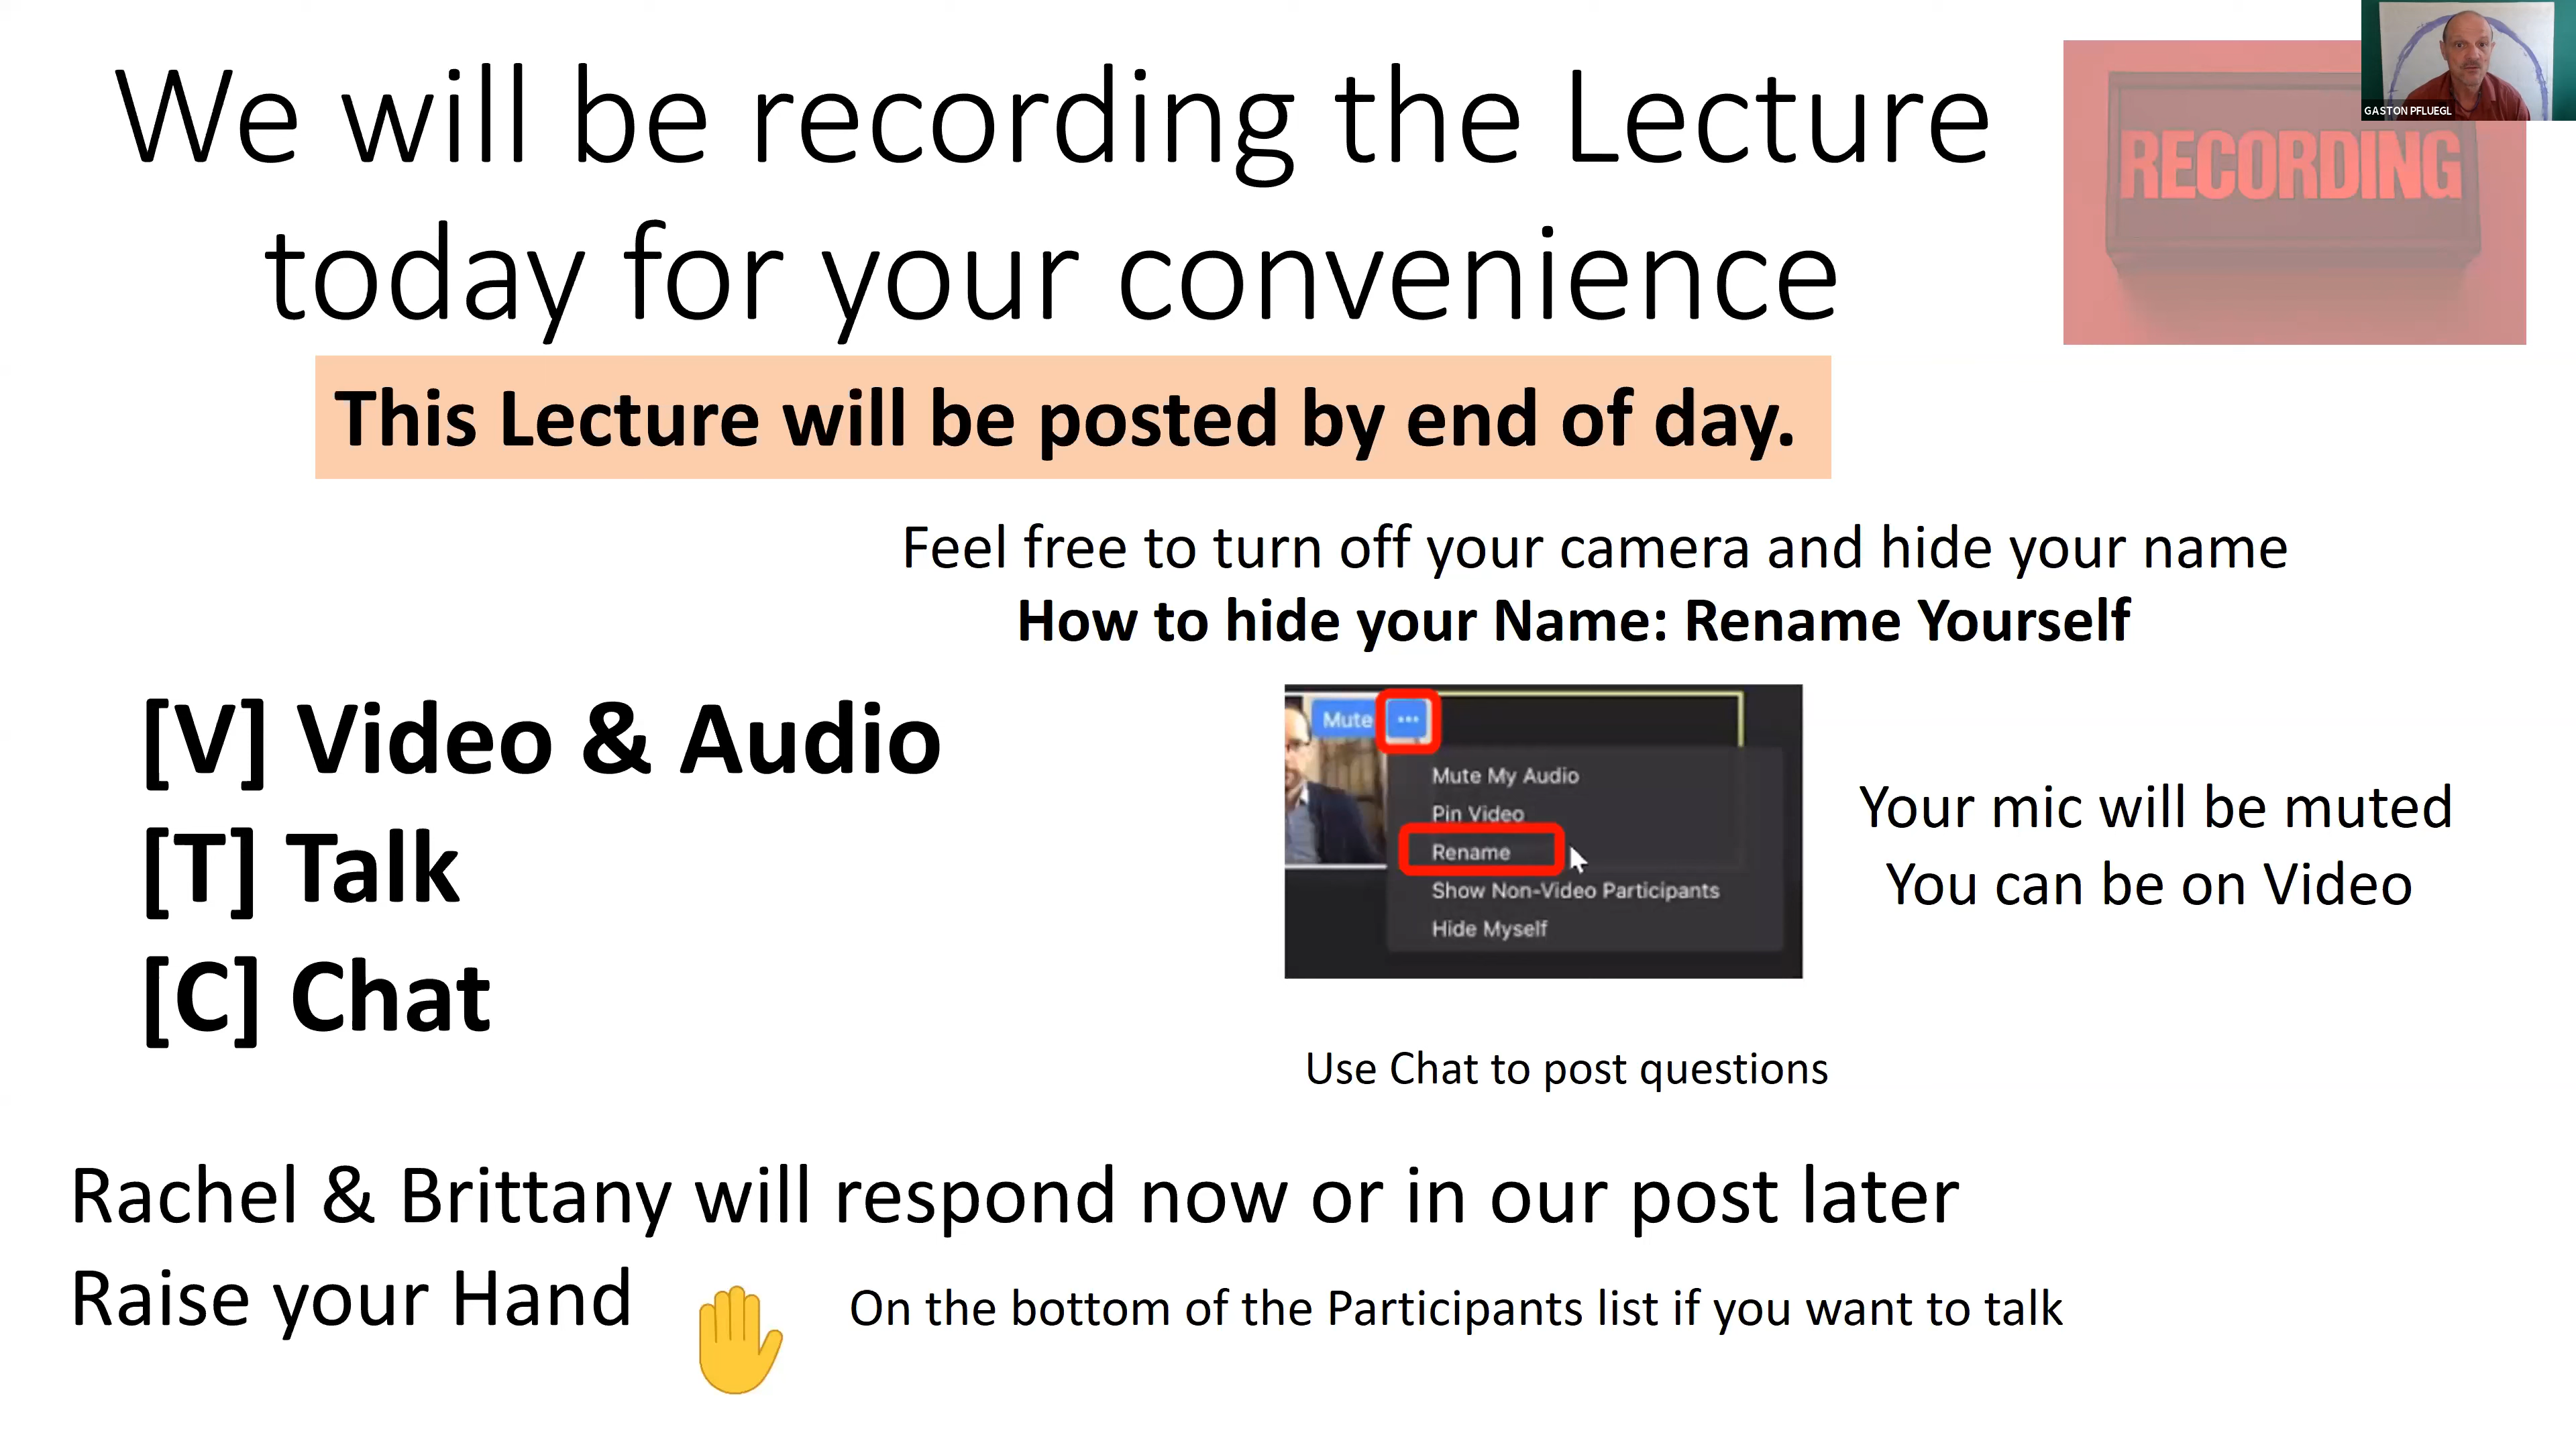 We will be recording the Lecture
today for your convenience
RECORDING
GASTON PFLUEGL
This Lecture will be posted by end of day.
Feel free to turn off your camera and hide your name
How to hide your Name: Rename Yourself
[V] Video & Audio
[T] Talk
[C] Chat
Mute ...
Mute My Audio
Pin Video
Rename
Show Non-Video Participants
Hide Myself
Your mic will be muted
You can be on Video
Use Chat to post questions
Rachel & Brittany will respond now or in our post later
Raise your Hand
On the bottom of the Participants list if you want to talk